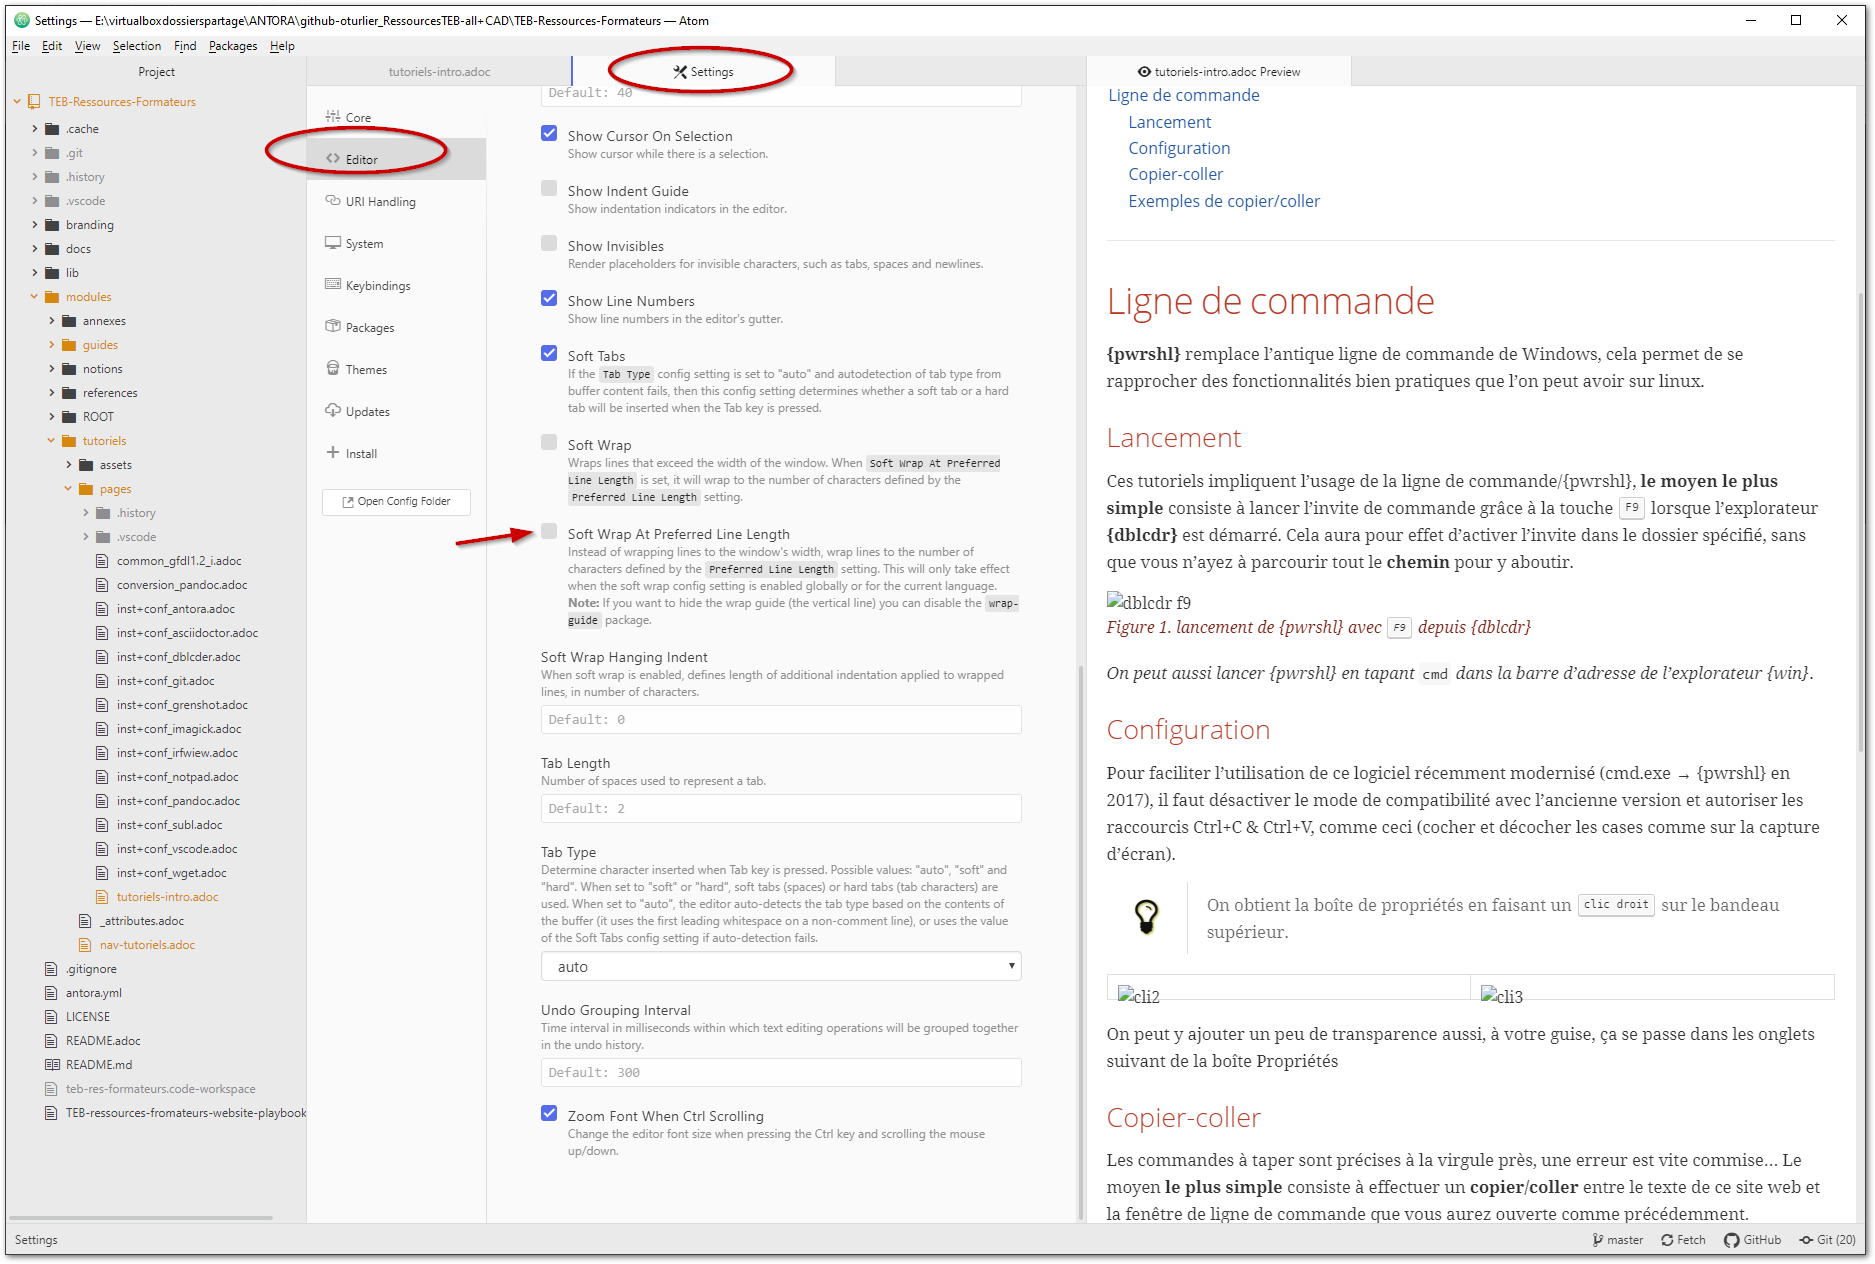 Settings — E:\virtualboxdossierspartage\ANTORA\github-oturlier_RessourcesTEB-all+CAD\TEB-Ressources-Formateurs — Atom
File Edit View Selection Find Packages Help
Project
TEB-Ressources-Formateurs
.cache
.git
.history
.vscode
branding
docs
lib
modules
annexes
guides
notions
references
ROOT
tutoriels
assets
pages
.history
.vscode
common_gfdl1.2_i.adoc
conversion_pandoc.adoc
inst+conf_antora.adoc
inst+conf_asciidoctor.adoc
inst+conf_dblcder.adoc
inst+conf_git.adoc
inst+conf_grenshot.adoc
inst+conf_imagick.adoc
inst+conf_irfwiew.adoc
inst+conf_notpad.adoc
inst+conf_pandoc.adoc
inst+conf_subl.adoc
inst+conf_vscode.adoc
inst+conf_wget.adoc
tutoriels-intro.adoc
_attributes.adoc
nav-tutoriels.adoc
.gitignore
antora.yml
LICENSE
README.adoc
README.md
teb-res-formateurs.code-workspace
TEB-ressources-fromateurs-website-playbook
tutoriels-intro.adoc
Settings
Core
Editor
URI Handling
System
Keybindings
Packages
Themes
Updates
Install
Open Config Folder
Default: 40
Show Cursor On Selection
Show cursor while there is a selection.
Show Indent Guide
Show indentation indicators in the editor.
Show Invisibles
Render placeholders for invisible characters, such as tabs, spaces and newlines.
Show Line Numbers
Show line numbers in the editor's gutter.
Soft Tabs
If the Tab Type config setting is set to "auto" and autodetection of tab type from
buffer content fails, then this config setting determines whether a soft tab or a hard
tab will be inserted when the Tab key is pressed.
Soft Wrap
Wraps lines that exceed the width of the window. When Soft Wrap At Preferred
Line Length is set, it will wrap to the number of characters defined by the
Preferred Line Length setting.
Soft Wrap At Preferred Line Length
Instead of wrapping lines to the window's width, wrap lines to the number of
characters defined by the Preferred Line Length setting. This will only take effect
when the soft wrap config setting is enabled globally or for the current language.
Note: If you want to hide the wrap guide (the vertical line) you can disable the wrap-
guide package.
Soft Wrap Hanging Indent
When soft wrap is enabled, defines length of additional indentation applied to wrapped
lines, in number of characters.
Default: 0
Tab Length
Number of spaces used to represent a tab.
Default: 2
Tab Type
Determine character inserted when Tab key is pressed. Possible values: "auto", "soft" and
"hard". When set to "soft" or "hard", soft tabs (spaces) or hard tabs (tab characters) are
used. When set to "auto", the editor auto-detects the tab type based on the contents of
the buffer (it uses the first leading whitespace on a non-comment line), or uses the value
of the Soft Tabs config setting if auto-detection fails.
auto
Undo Grouping Interval
Time interval in milliseconds within which text editing operations will be grouped together
in the undo history.
Default: 300
Zoom Font When Ctrl Scrolling
Change the editor font size when pressing the Ctrl key and scrolling the mouse
up/down.
tutoriels-intro.adoc Preview
Ligne de commande
Lancement
Configuration
Copier-coller
Exemples de copier/coller
Ligne de commande
{pwrshl} remplace l’antique ligne de commande de Windows, cela permet de se
rapprocher des fonctionnalités bien pratiques que l’on peut avoir sur linux.
Lancement
Ces tutoriels impliquent l’usage de la ligne de commande/{pwrshl}, le moyen le plus
simple consiste à lancer l’invite de commande grâce à la touche F9 lorsque l’explorateur
{dblcdr} est démarré. Cela aura pour effet d’activer l’invite dans le dossier spécifié, sans
que vous n’ayez à parcourir tout le chemin pour y aboutir.
dblcdr f9
Figure 1. lancement de {pwrshl} avec F9 depuis {dblcdr}
On peut aussi lancer {pwrshl} en tapant cmd dans la barre d’adresse de l’explorateur {win}.
Configuration
Pour faciliter l’utilisation de ce logiciel récemment modernisé (cmd.exe → {pwrshl} en
2017), il faut désactiver le mode de compatibilité avec l’ancienne version et autoriser les
raccourcis Ctrl+C & Ctrl+V, comme ceci (cocher et décocher les cases comme sur la capture
d’écran).
On obtient la boîte de propriétés en faisant un clic droit sur le bandeau
supérieur.
cli2 cli3
On peut y ajouter un peu de transparence aussi, à votre guise, ça se passe dans les onglets
suivant de la boîte Propriétés
Copier-coller
Les commandes à taper sont précises à la virgule près, une erreur est vite commise… Le
moyen le plus simple consiste à effectuer un copier/coller entre le texte de ce site web et
la fenêtre de ligne de commande que vous aurez ouverte comme précédemment.
Settings
master Fetch GitHub Git (20)